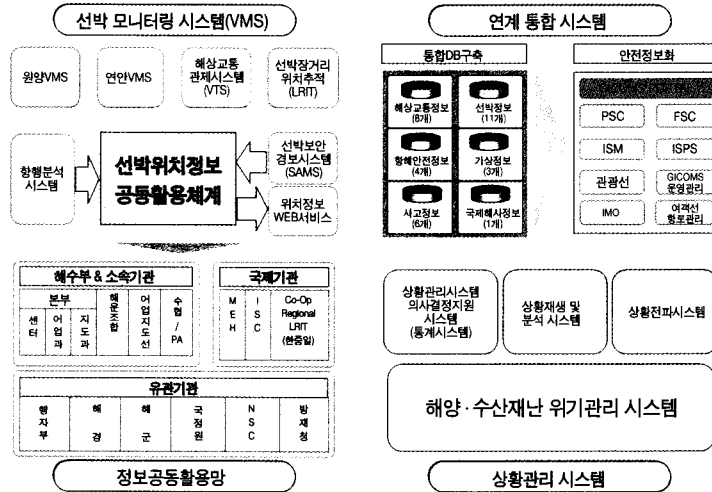 선박 모니터링 시스템(VMS)
원양VMS
연안VMS
해상교통
관제시스템
(VTS)
선박장거리
위치추적
(LRIT)
항행분석
시스템
선박위치정보
공동활용체계
선박보안
경보시스템
(SAMS)
위치정보
WEB서비스
해수부 & 소속기관
본부
센터
어업과
지도과
해운조합
어업지도선
수협/PA
국제기관
MEH
ISC
Co-Op
Regional
LRIT
(한중일)
유관기관
행자부
해경
해군
국정원
NSC
방재청
정보공동활용망
연계 통합 시스템
통합DB구축
해상교통정보
(8개)
선박정보
(11개)
항해안전정보
(4개)
기상정보
(3개)
사고정보
(6개)
국제해사정보
(1개)
안전정보화
PSC
FSC
ISM
ISPS
관광선
GICOMS
운영관리
IMO
여객선
항로관리
상황관리시스템
의사결정지원
시스템
(통계시스템)
상황재생 및
분석 시스템
상황전파시스템
해양·수산재난 위기관리 시스템
상황관리 시스템